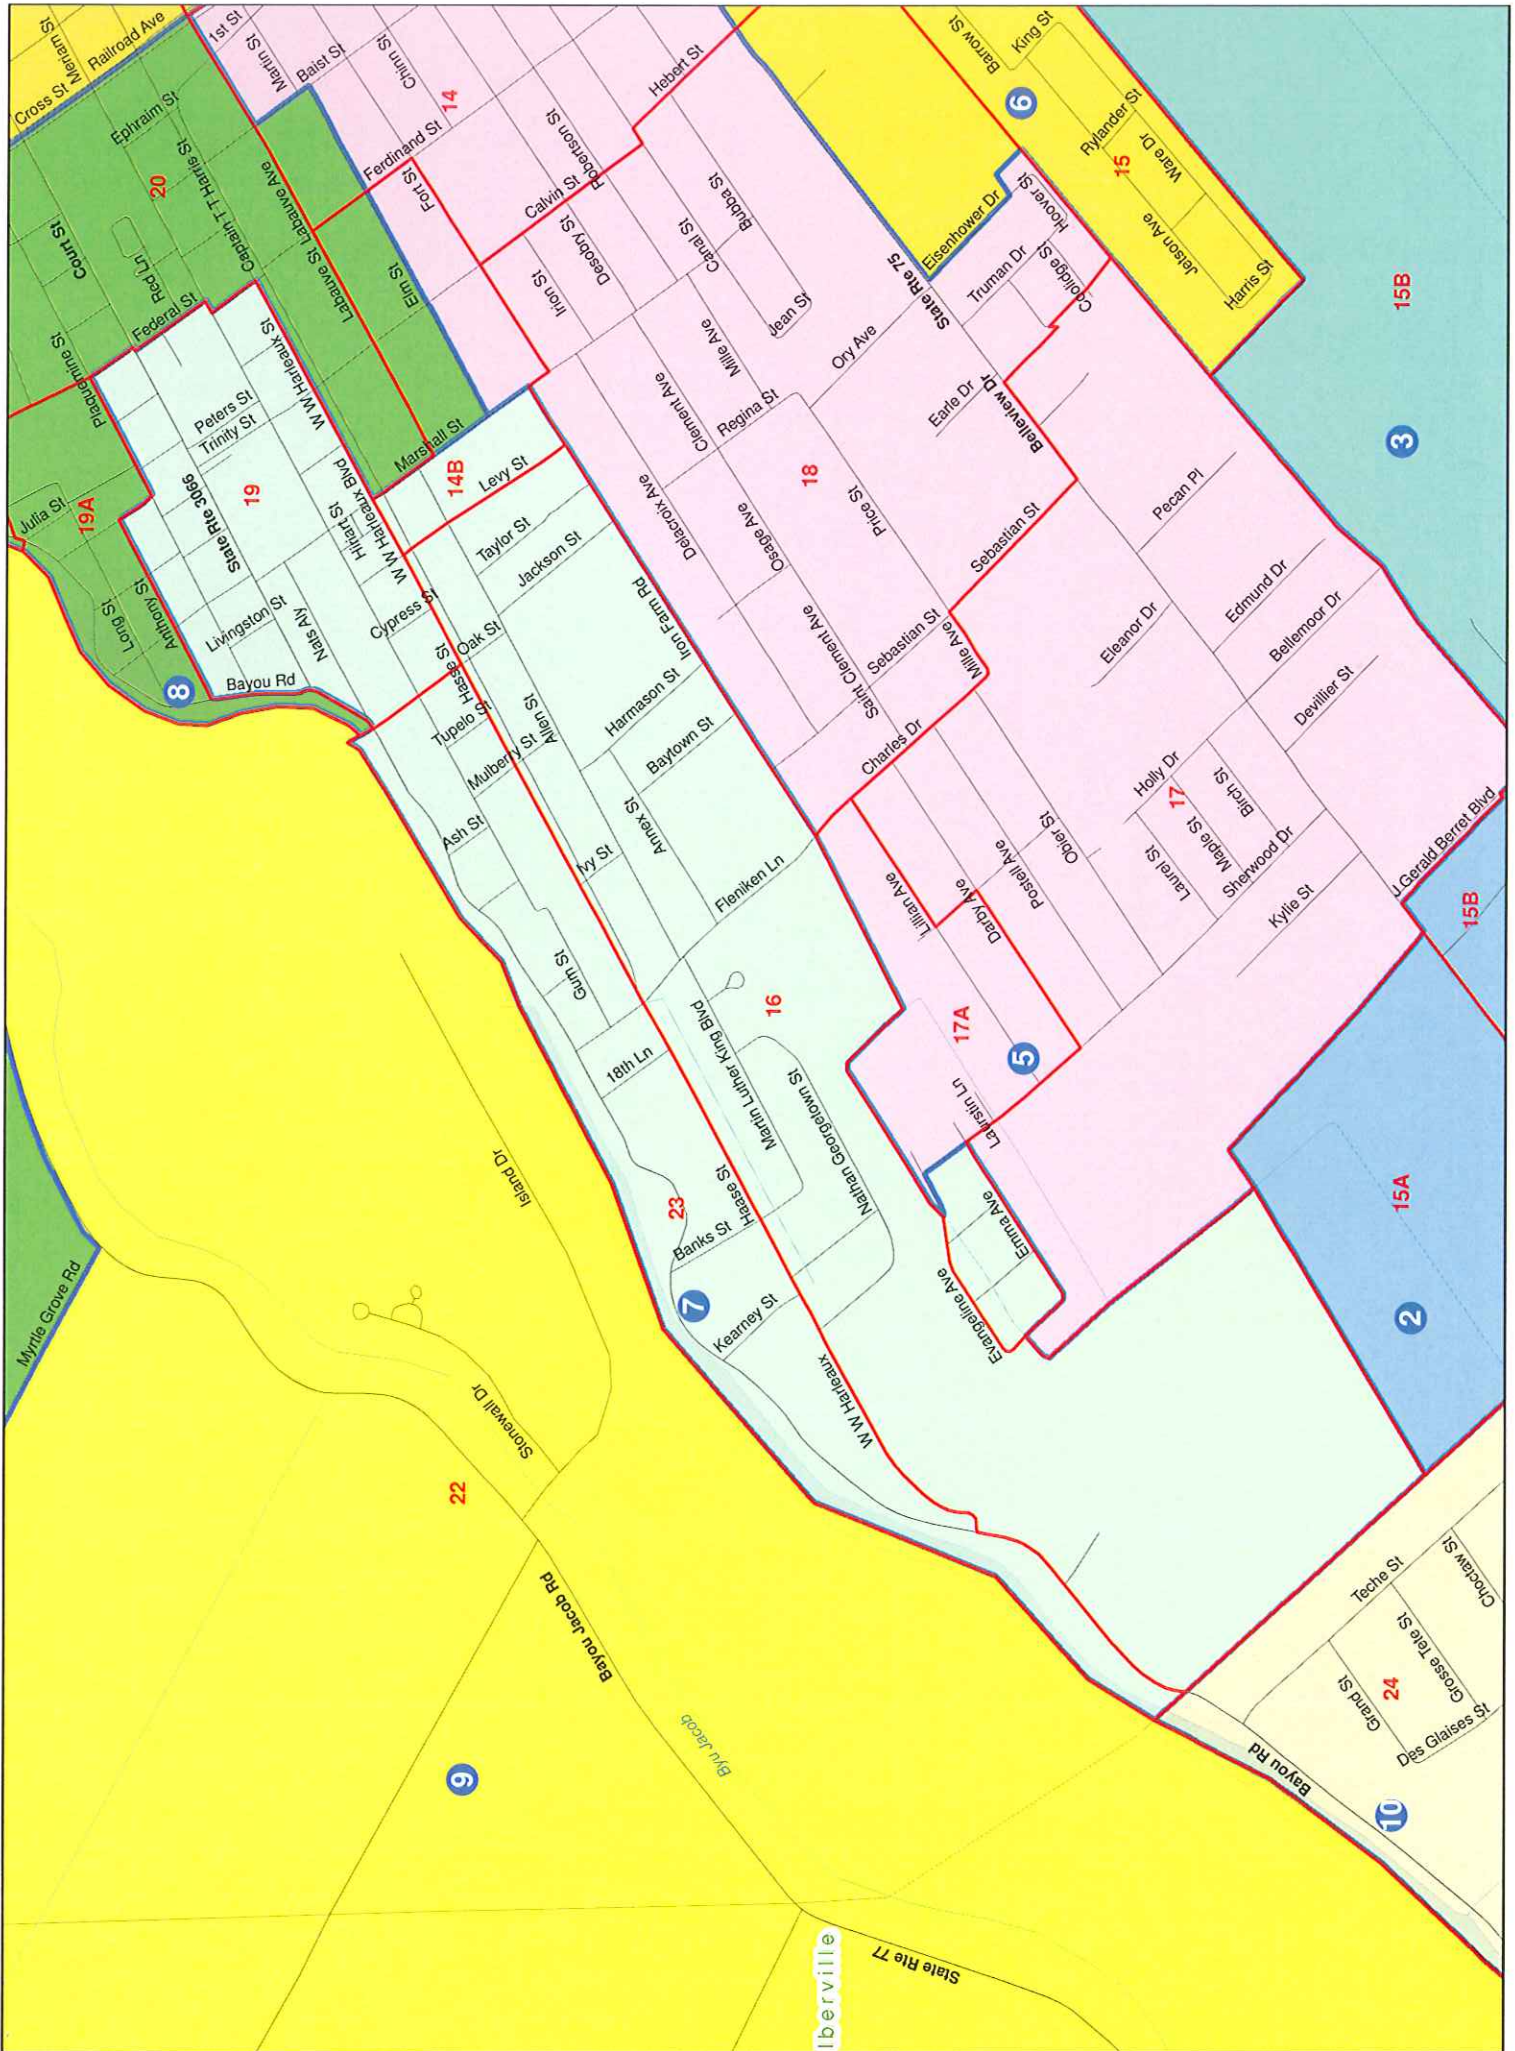 Meriam St
Railroad Ave
Cross St
1st St
Martin St
Baist St
Chinn St
14
Hebert St
Barrow St
King St
6
Rylander St
Ware Dr
15
Jetson Ave
Harris St
15B
3
Ephraim St
20
Captain T T Harris St
Labauve Ave
Ferdinand St
Fort St
Robertson St
Calvin St
Desoby St
Canal St
Bubba St
Eisenhower Dr
Hoover St
Truman Dr
Coolidge St
State Rte 75
Court St
Red Ln
Federal St
Labauve St
Elm St
Irion St
Millie Ave
Jean St
Ory Ave
Earle Dr
Belleview Dr
Plaquemine St
W W Harleaux St
Peters St
Trinity St
Marshall St
Clement Ave
Regina St
18
Price St
Osage Ave
Delacroix Ave
Julia St
19A
State Rte 3066
19
Hinart St
W W Harleaux Blvd
14B
Levy St
Taylor St
Jackson St
Iron Farm Rd
Sebastian St
Pecan Pl
Long St
Anthony St
Livingston St
Nats Aly
Cypress St
Oak St
Hasse St
Allen St
Harmason St
Baytown St
Saint Clement Ave
Sebastian St
Millie Ave
Eleanor Dr
Edmund Dr
Bellemoor Dr
Devillier St
8
Bayou Rd
Tupelo St
Mulberry St
Ash St
Ivy St
Annex St
Fleniken Ln
Charles Dr
Holly Dr
17
Birch St
Maple St
Laurel St
Sherwood Dr
Kylie St
J.Gerald Berret Blvd
15B
Lillian Ave
Darby Ave
Postell Ave
Obier St
Gum St
18th Ln
Martin Luther King Blvd
16
Nathan Georgetown St
17A
5
Laurstin Ln
Island Dr
23
Banks St
Haase St
7
Kearney St
W W Harleaux
Emma Ave
Evangeline Ave
15A
2
Myrtle Grove Rd
Stonewall Dr
22
Bayou Jacob Rd
Byu Jacob
9
Teche St
Choctaw St
Grosse Tete St
Grand St
24
Des Glaises St
Bayou Rd
10
State Rte 77
Iberville